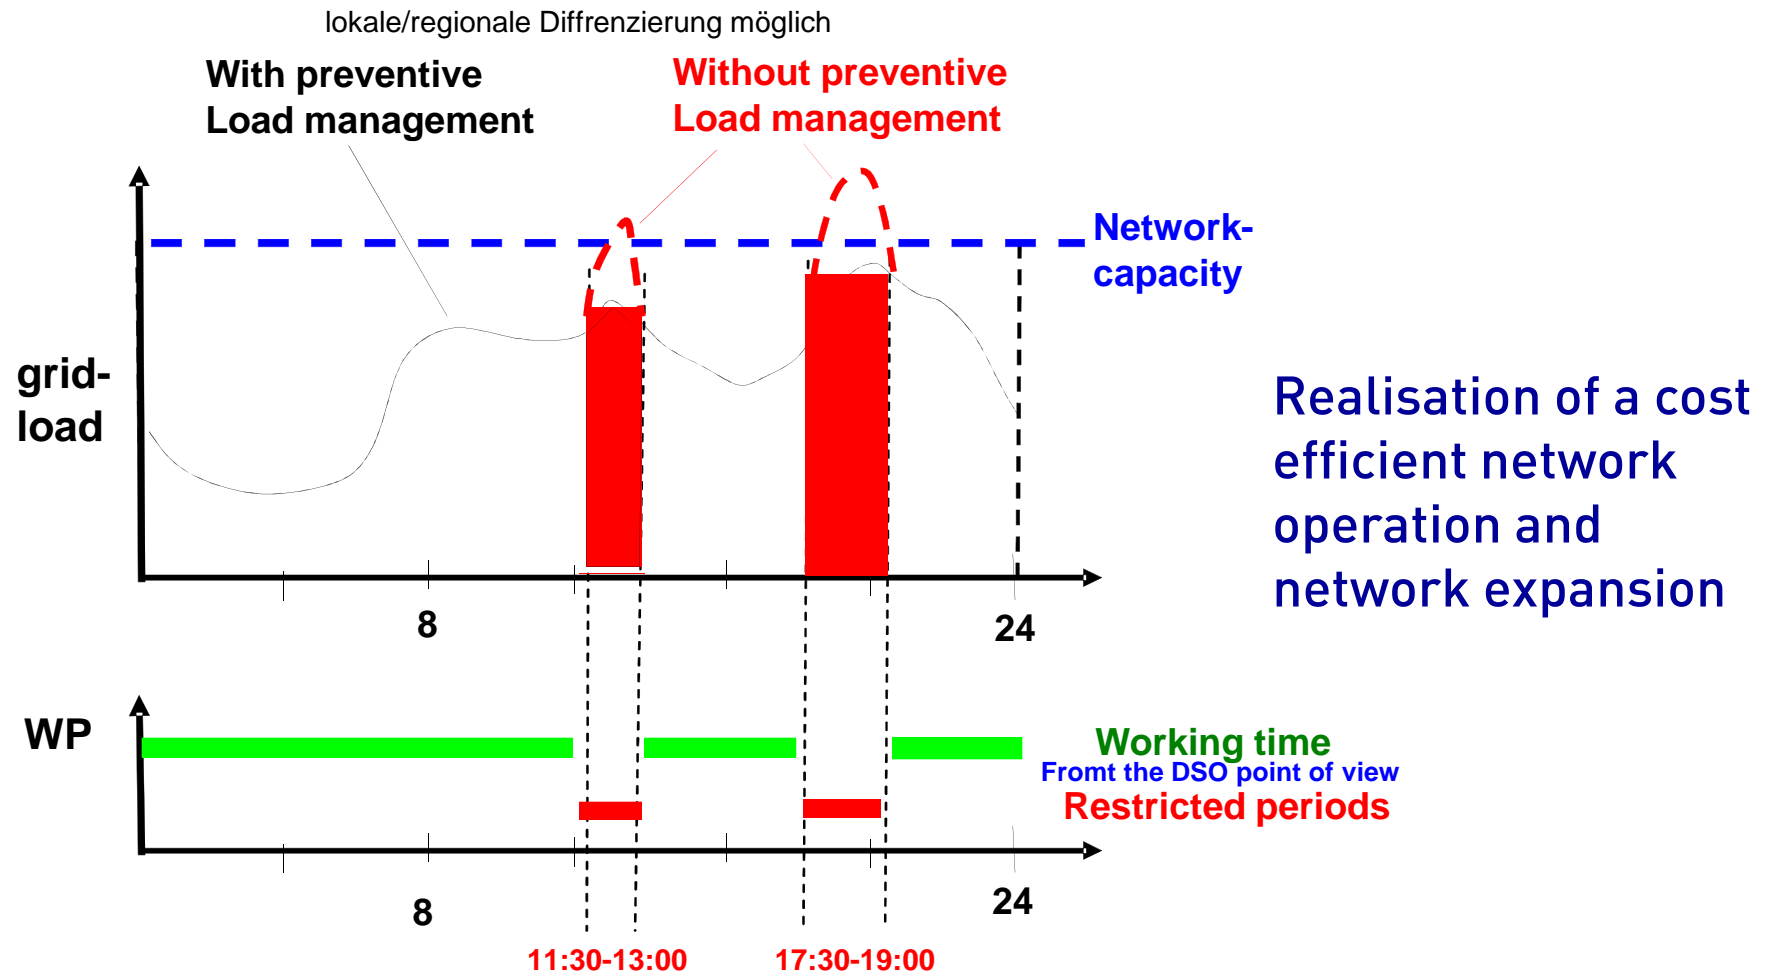 lokale/regionale Diffrenzierung möglich
With preventive
Load management
Without preventive
Load management
Network-
capacity
grid-
load
Realisation of a cost
efficient network
operation and
network expansion
8
24
WP
Working time
Fromt the DSO point of view
Restricted periods
8
24
11:30-13:00
17:30-19:00